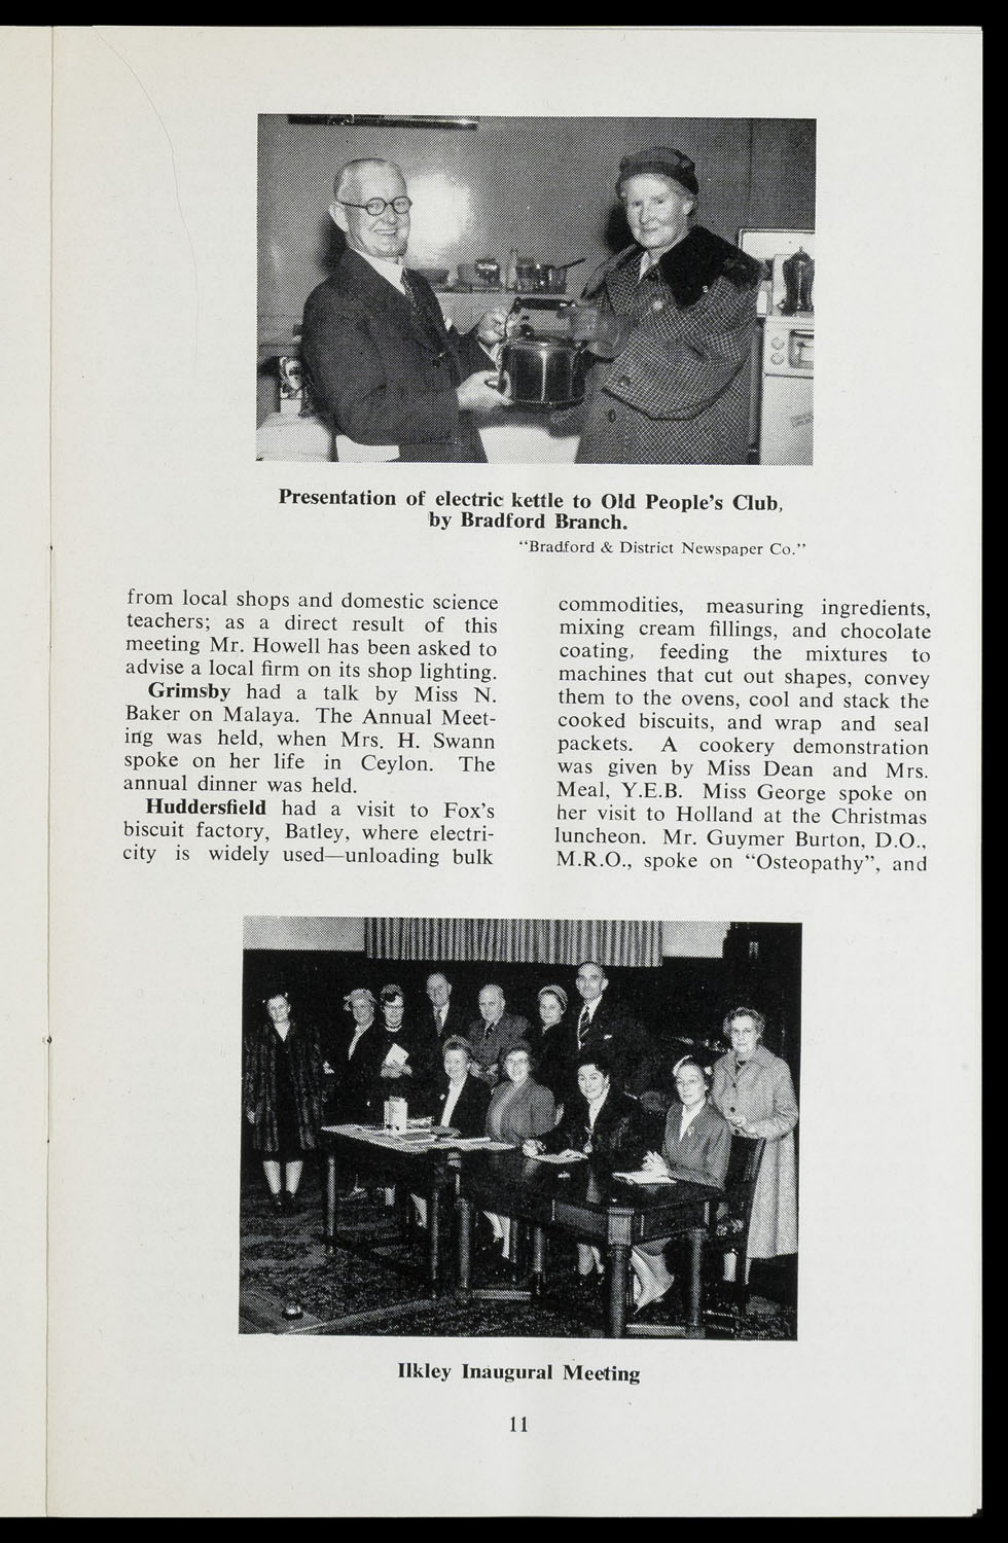 Presentation of electric kettle to Old People's Club,
by Bradford Branch.
"Bradford & District Newspaper Co."
from local shops and domestic science
teachers; as a direct result of this
meeting Mr. Howell has been asked to
advise a local firm on its shop lighting.
Grimsby had a talk by Miss N.
Baker on Malaya. The Annual Meet-
ing was held, when Mrs. H. Swann
spoke on her life in Ceylon. The
annual dinner was held.
Huddersfield had a visit to Fox's
biscuit factory, Batley, where electri-
city is widely used—unloading bulk
commodities, measuring ingredients,
mixing cream fillings, and chocolate
coating, feeding the mixtures to
machines that cut out shapes, convey
them to the ovens, cool and stack the
cooked biscuits, and wrap and seal
packets. A cookery demonstration
was given by Miss Dean and Mrs.
Meal, Y.E.B. Miss George spoke on
her visit to Holland at the Christmas
luncheon. Mr. Guymer Burton, D.O.,
M.R.O., spoke on "Osteopathy", and
Ilkley Inaugural Meeting
11